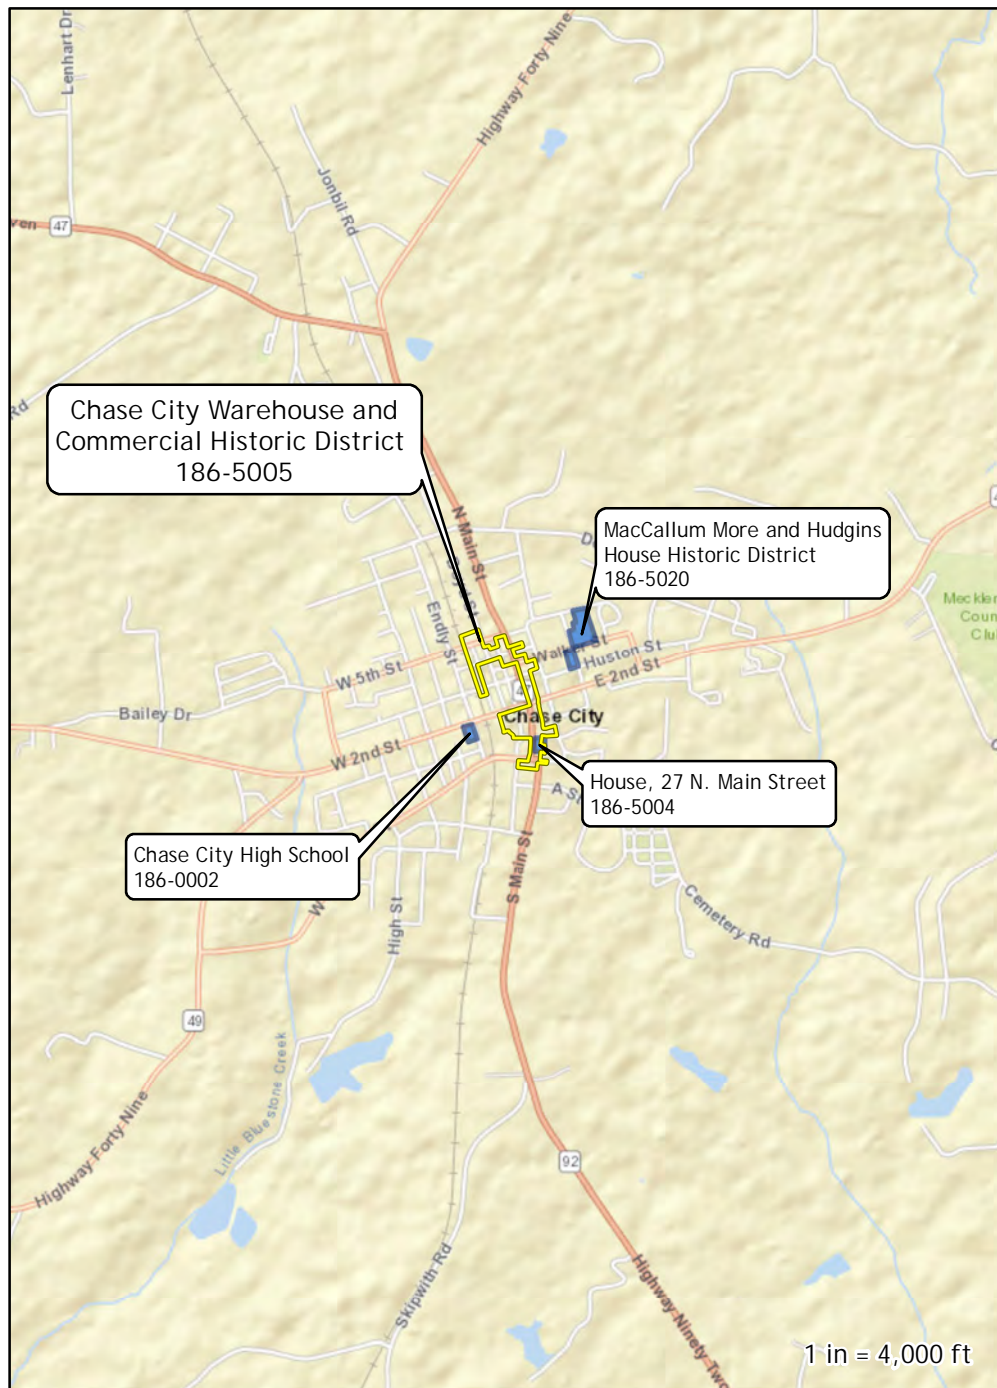 Lenhart Dr
Highway Forty Nine
Jonbil Rd
47
Rd
Chase City Warehouse and
Commercial Historic District
186-5005
N Main St
MacCallum More and Hudgins
House Historic District
186-5020
Endly St
Walker St
Huston St
E 2nd St
W 5th St
Bailey Dr
Chase City
W 2nd St
House, 27 N. Main Street
186-5004
Chase City High School
186-0002
S Main St
High St
Cemetery Rd
49
Little Bluestone Creek
Highway Forty Nine
92
Skipwith Rd
Highway Ninety Two
1 in = 4,000 ft